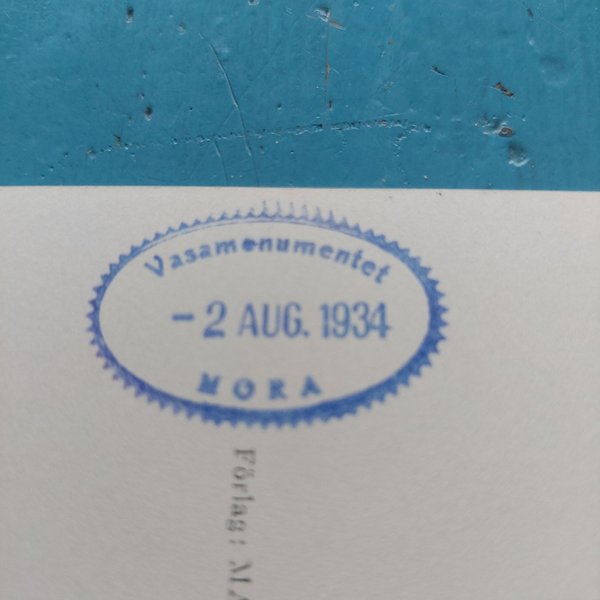 Vasamonumentet
-2 AUG. 1934
MORA
Förlag: